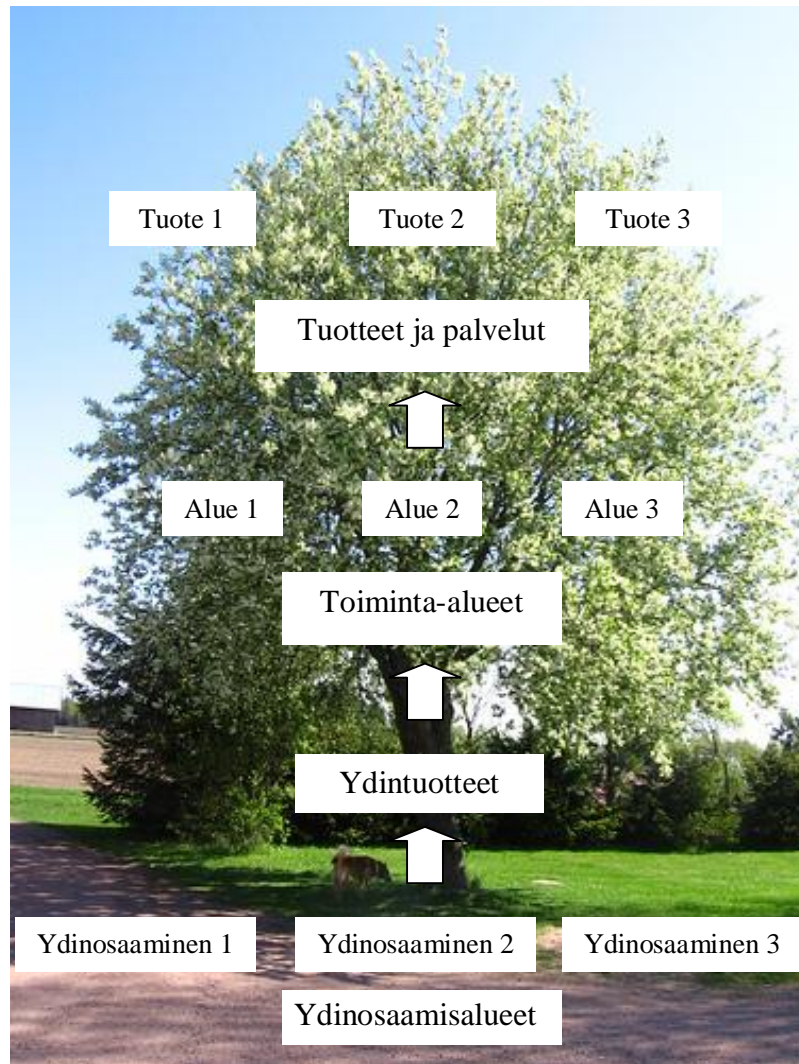 Tuote 1 Tuote 2 Tuote 3
Tuotteet ja palvelut
Alue 1 Alue 2 Alue 3
Toiminta-alueet
Ydintuotteet
Ydinosaaminen 1 Ydinosaaminen 2 Ydinosaaminen 3
Ydinosaamisalueet